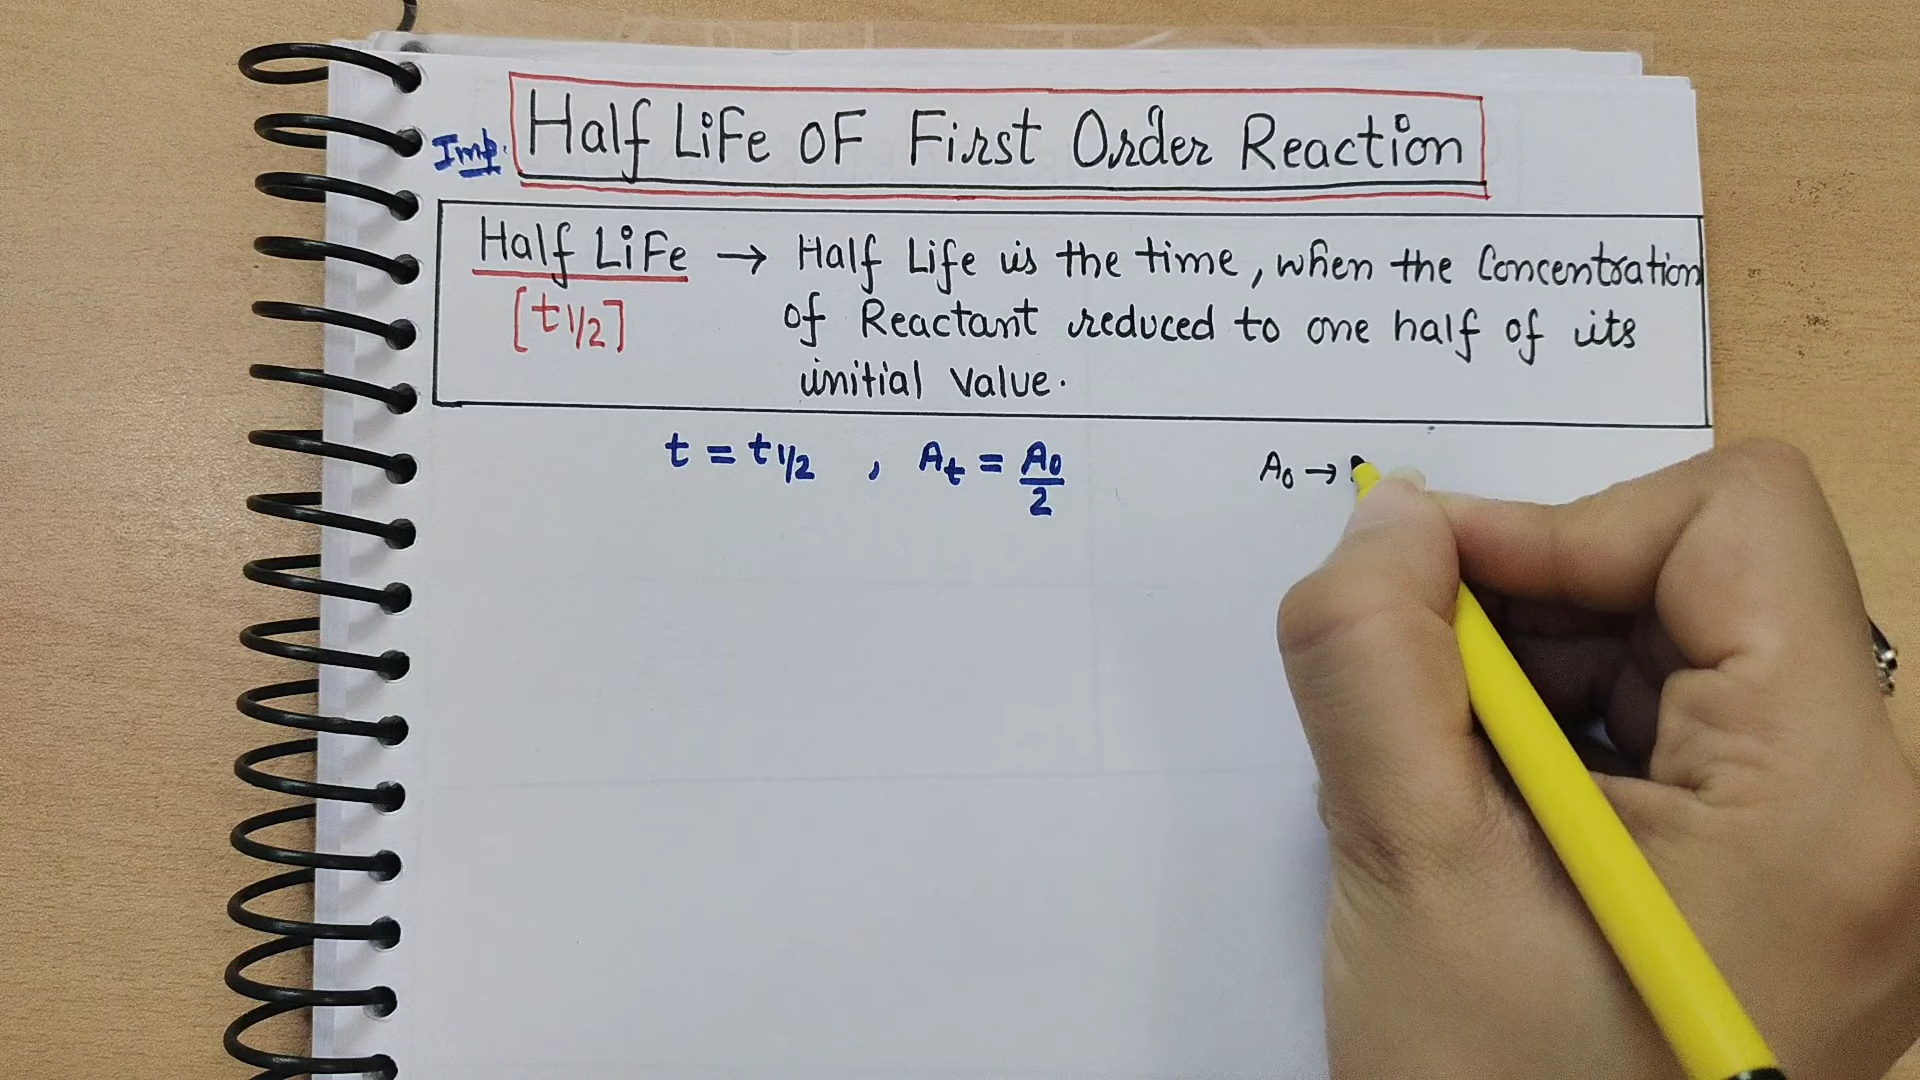 Imp. Half Life OF First Order Reaction
Half Life → Half Life is the time, when the Concentration
[t1/2] of Reactant reduced to one half of its
initial value.
t = t1/2 , At = A0/2 A0 →